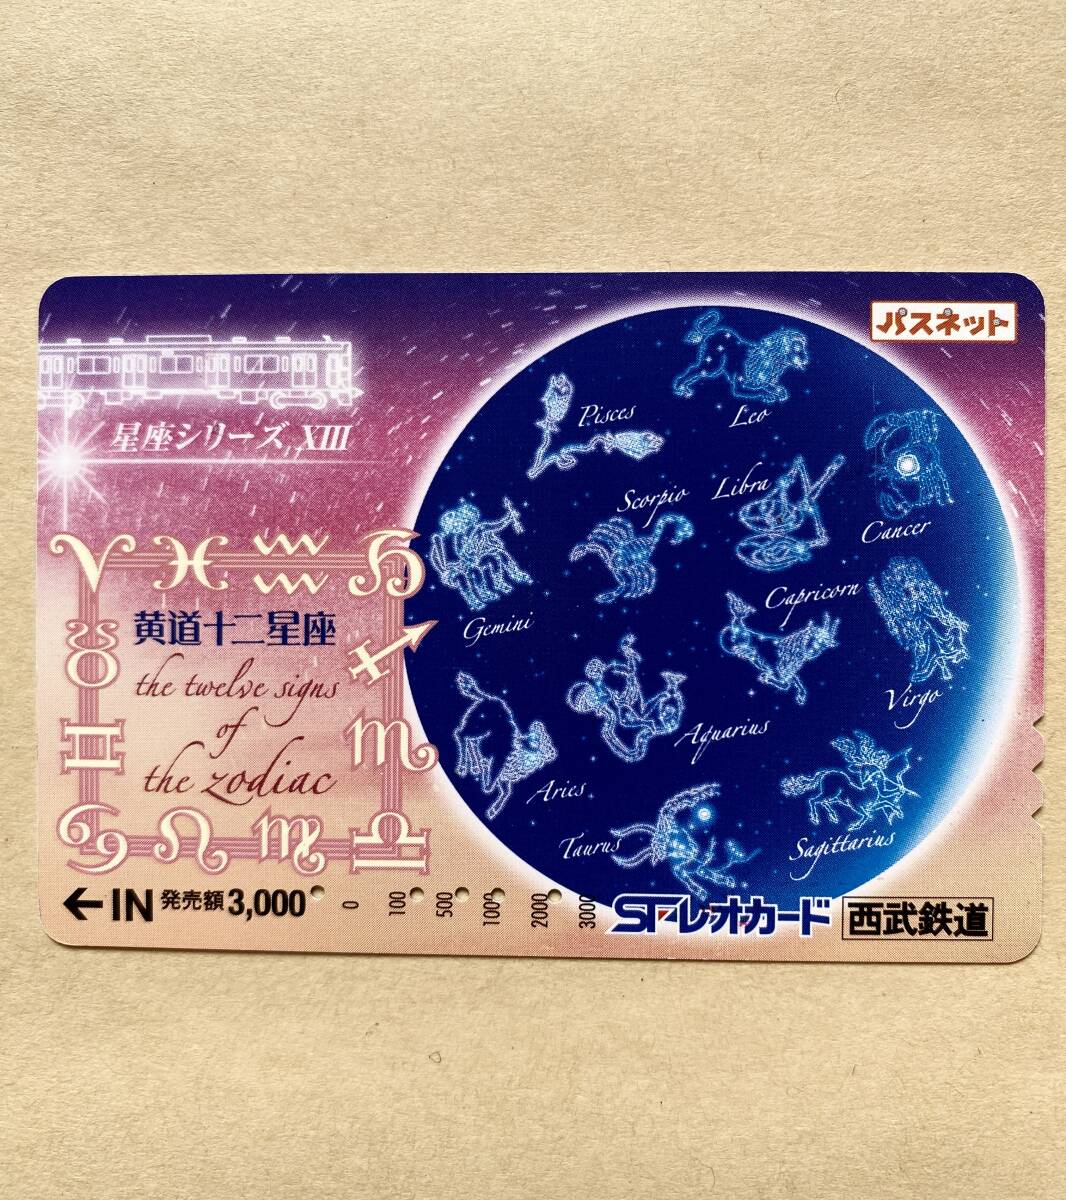 パスネット
星座シリーズ XIII
Leo
Pisces
Scorpio
Libra
Cancer
Capricorn
Gemini
Virgo
Aquarius
Aries
Taurus
Sagittarius
黄道十二星座
the twelve signs
of
the zodiac
←IN 発売額3,000 0 100 500 1000 2000 3000
SFレオカード 西武鉄道